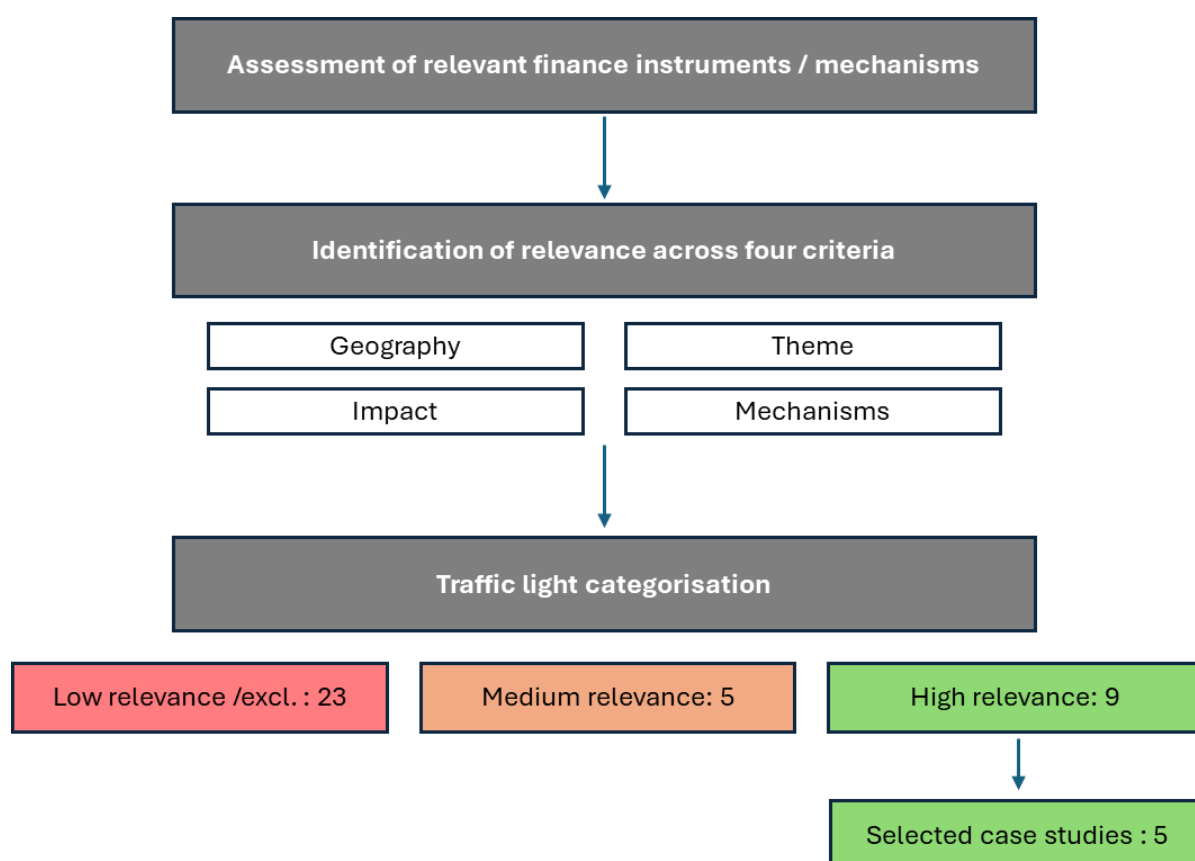 Assessment of relevant finance instruments / mechanisms
Identification of relevance across four criteria
Geography
Theme
Impact
Mechanisms
Traffic light categorisation
Low relevance /excl. : 23
Medium relevance: 5
High relevance: 9
Selected case studies : 5